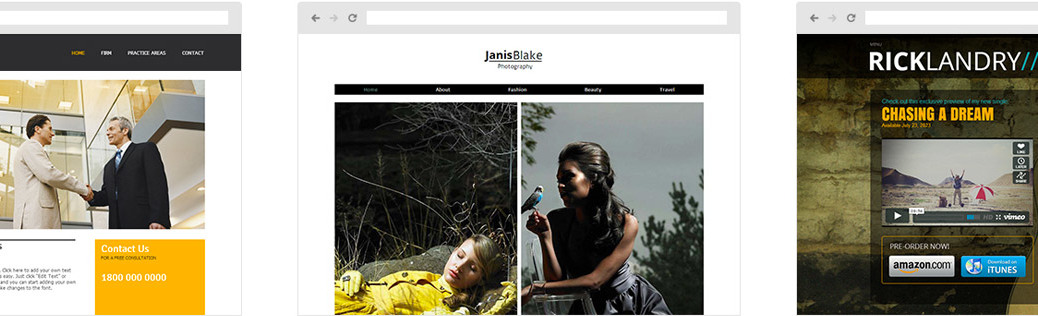 HOME FIRM PRACTICE AREAS CONTACT
S
. Click here to add your own text
s easy. Just click "Edit Text" or
and you can start adding your own
ke changes to the font.
Contact Us
FOR A FREE CONSULTATION
1800 000 0000
JanisBlake
Photography
Home About Fashion Beauty Travel
RICKLANDRY//
Check out this exclusive preview of my new single:
CHASING A DREAM
Available July 23, 2023
LIKE
LATER
SHARE
HD vimeo
PRE-ORDER NOW!
amazon.com
Download on
iTUNES